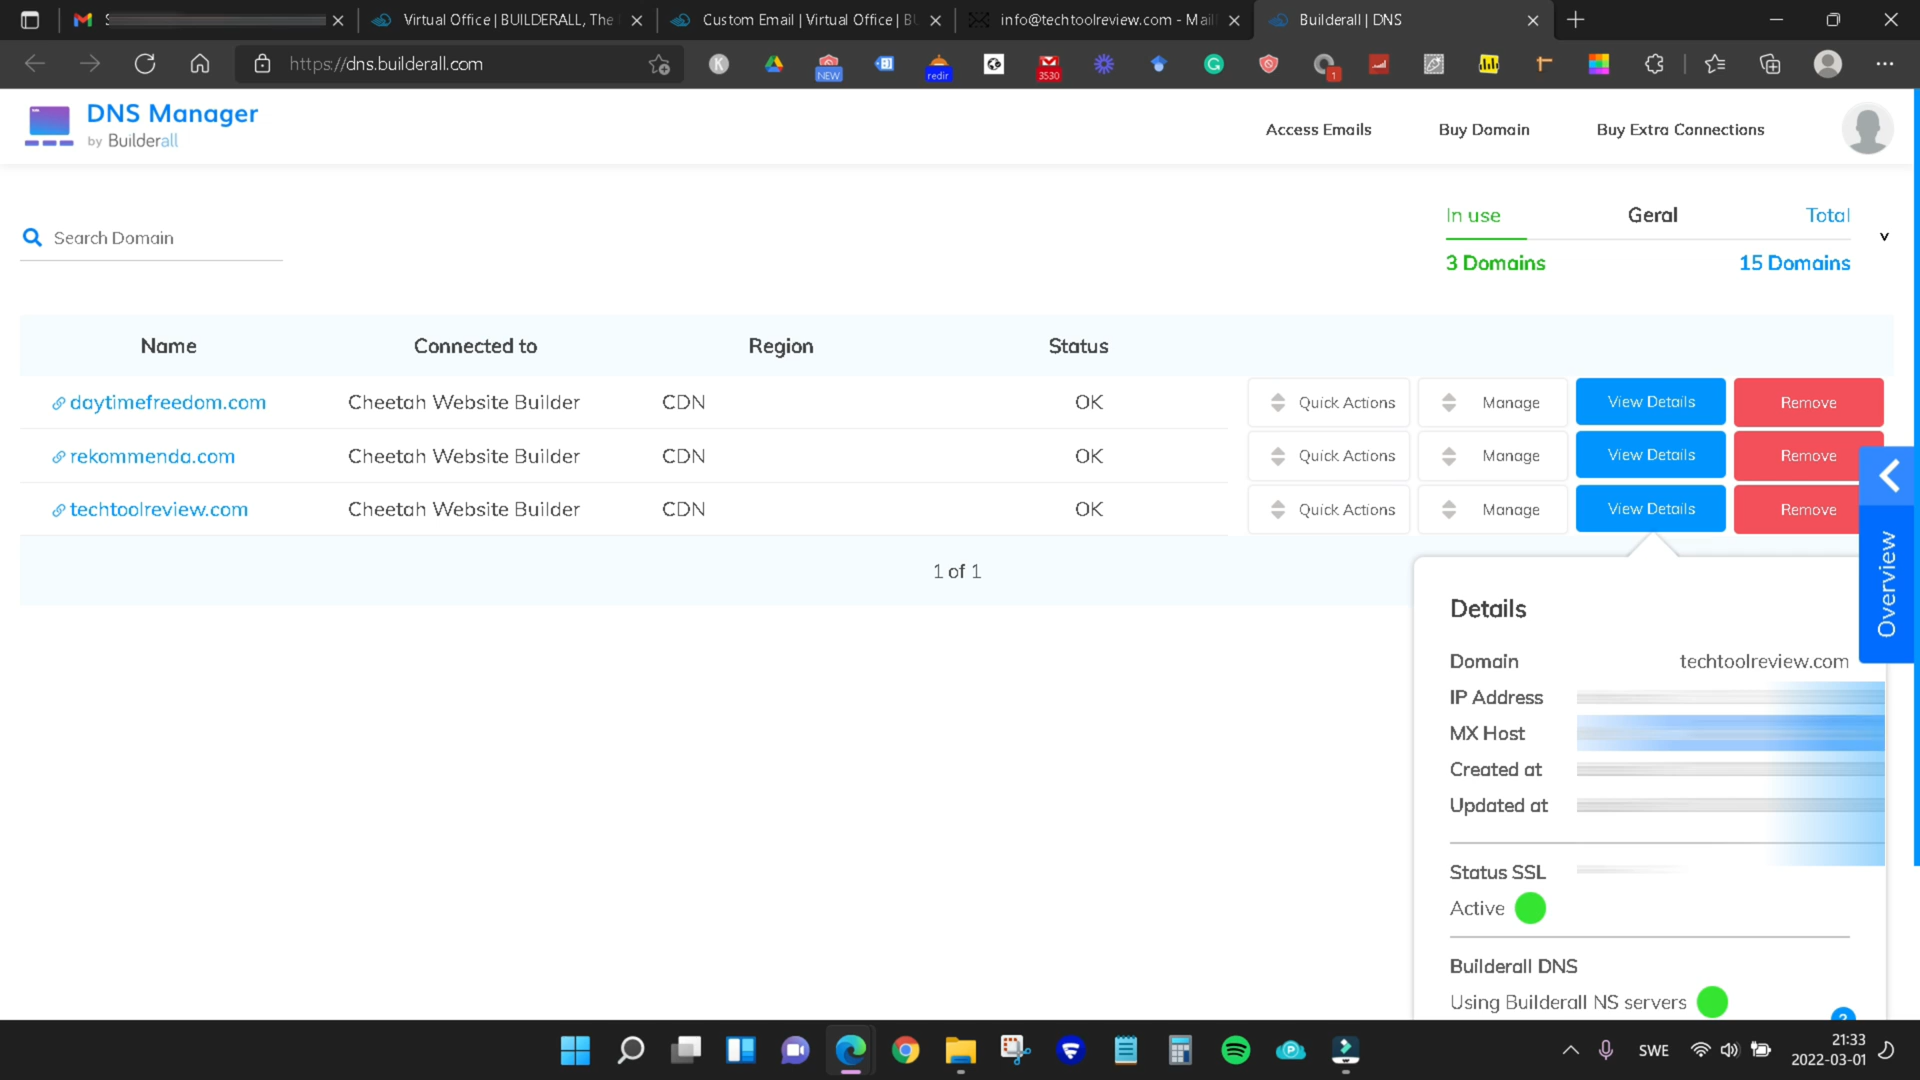 Virtual Office | BUILDERALL, The
Custom Email | Virtual Office | BU
info@techtoolreview.com - Mail
Builderall | DNS
https://dns.builderall.com
NEW
redir
3530
1
DNS Manager
by Builderall
Access Emails
Buy Domain
Buy Extra Connections
Search Domain
In use
Geral
Total
3 Domains
15 Domains
Name
Connected to
Region
Status
daytimefreedom.com
Cheetah Website Builder
CDN
OK
Quick Actions
Manage
View Details
Remove
rekommenda.com
Cheetah Website Builder
CDN
OK
Quick Actions
Manage
View Details
Remove
techtoolreview.com
Cheetah Website Builder
CDN
OK
Quick Actions
Manage
View Details
Remove
1 of 1
Overview
Details
Domain
techtoolreview.com
IP Address
MX Host
Created at
Updated at
Status SSL
Active
Builderall DNS
Using Builderall NS servers
?
SWE
21:33
2022-03-01